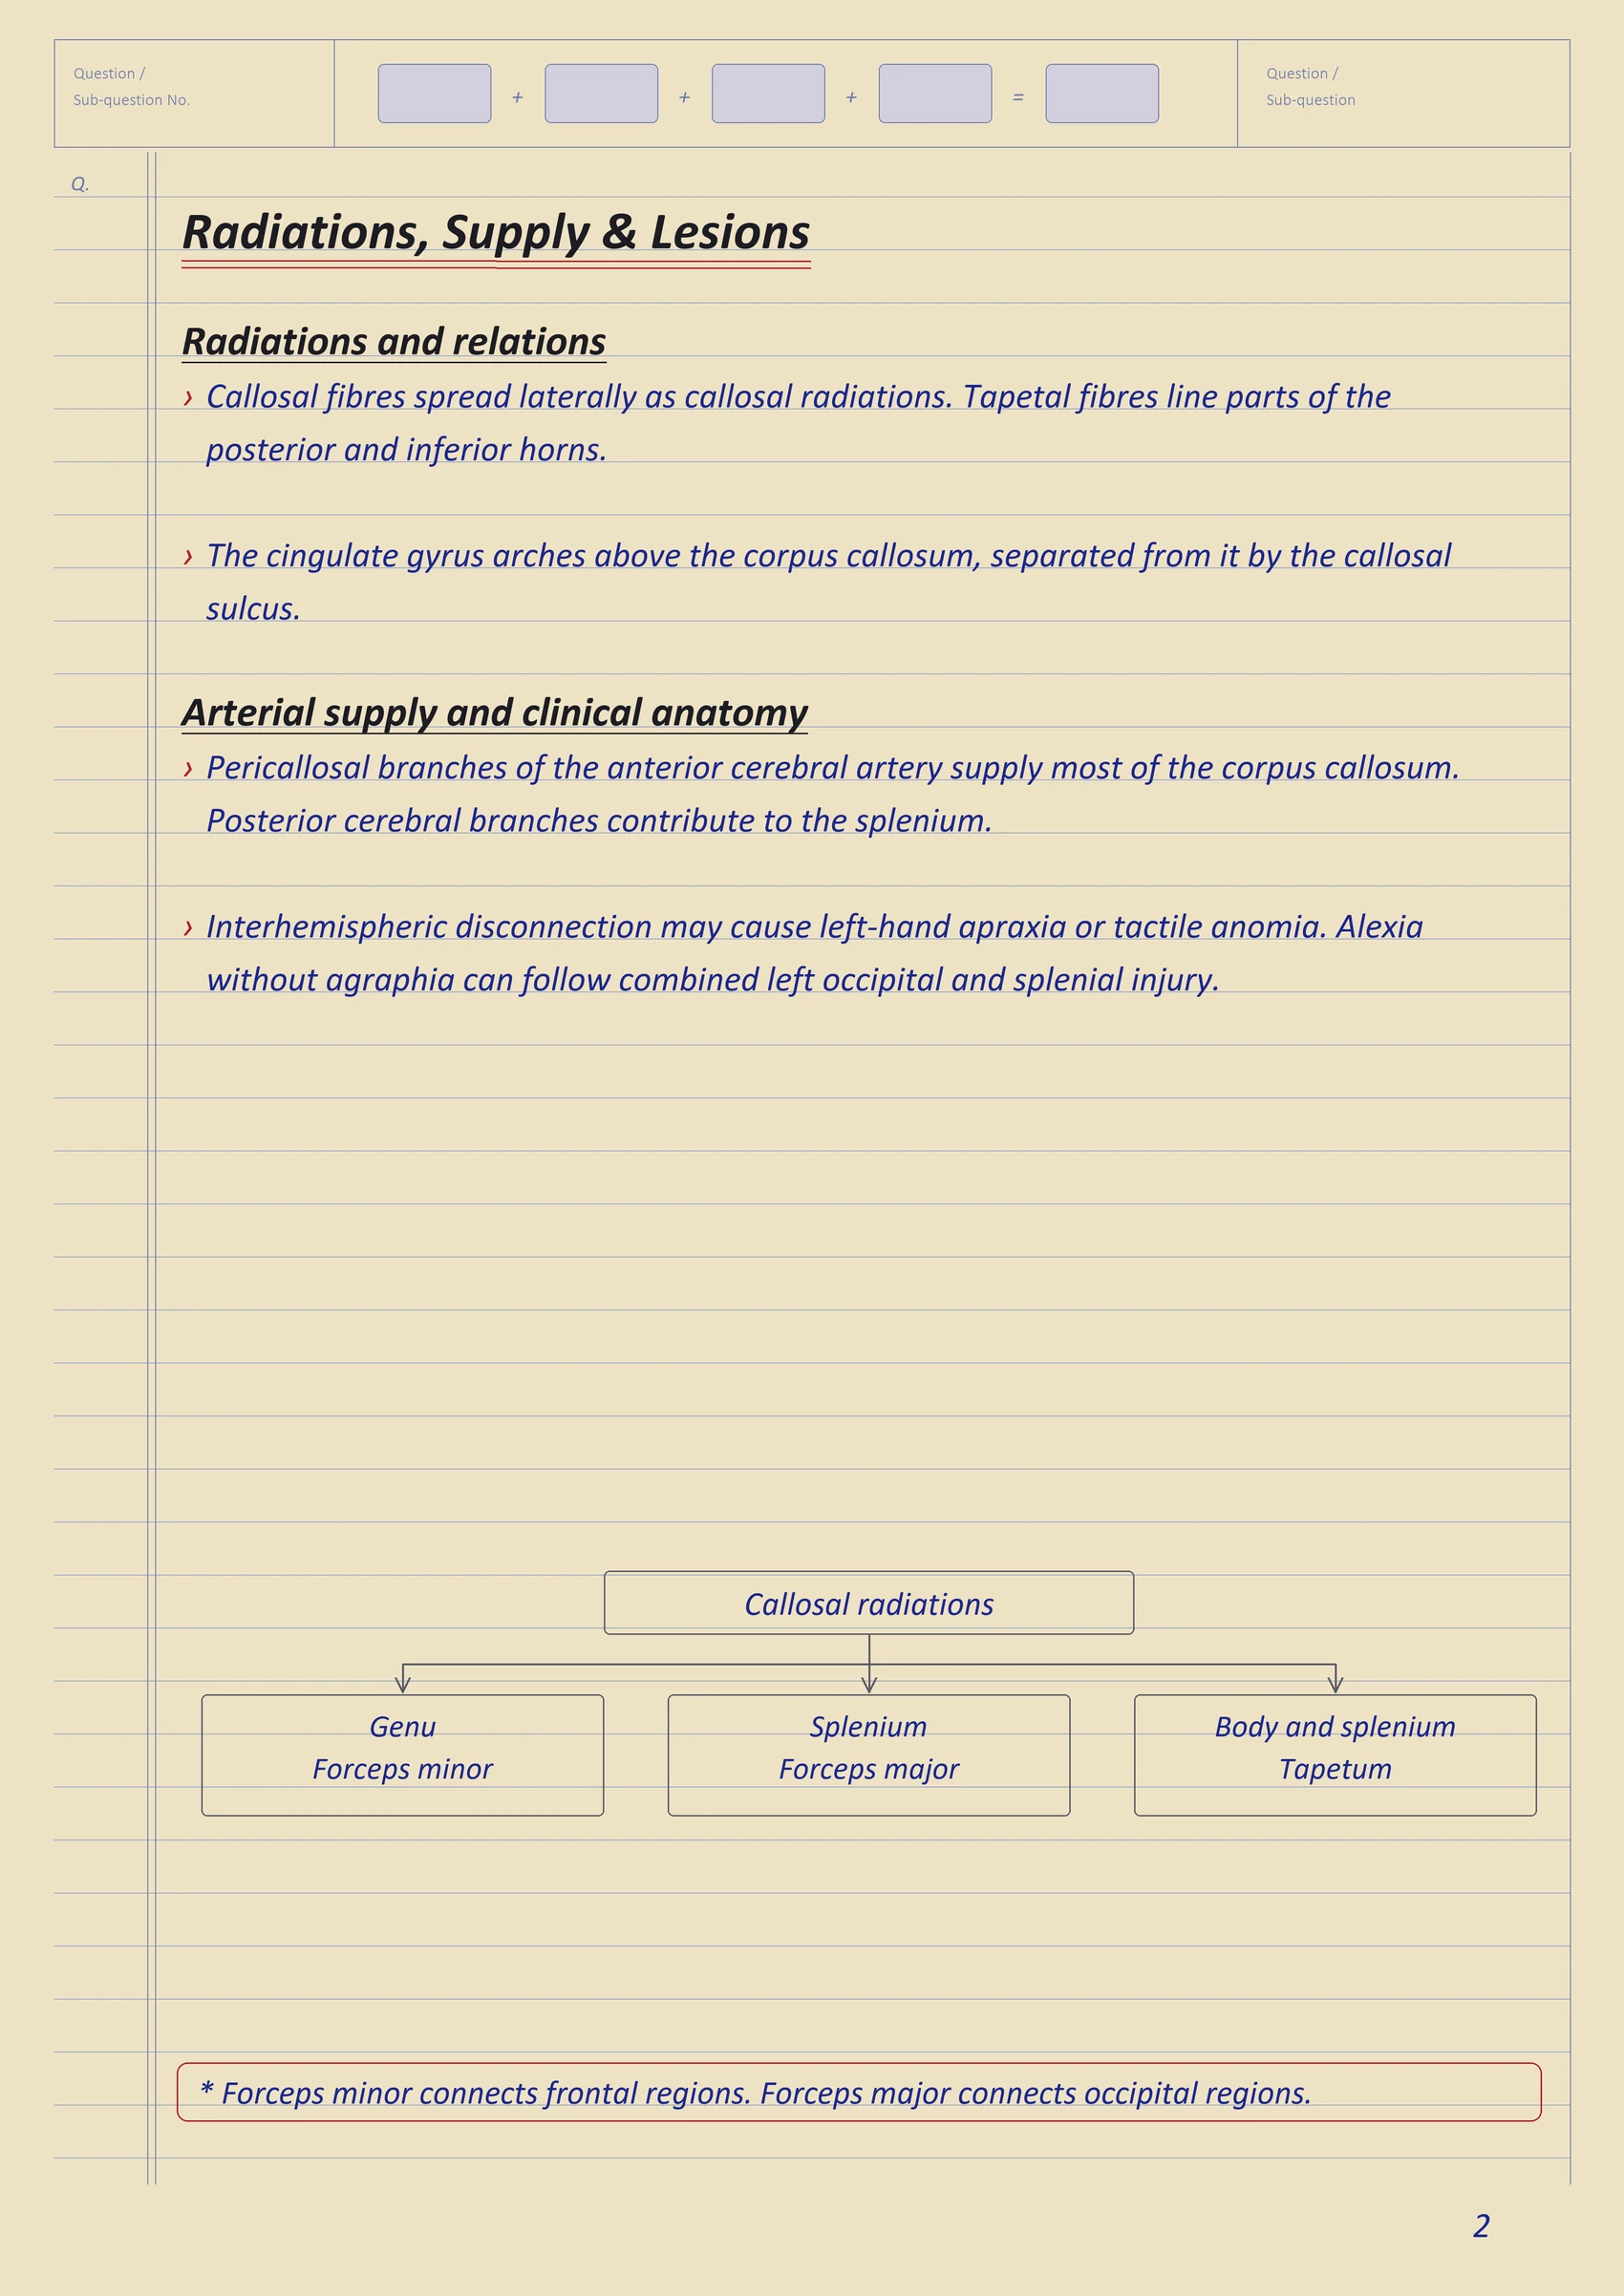 Question /
Sub-question No.
+ + + =
Question /
Sub-question
Q.
Radiations, Supply & Lesions
Radiations and relations
› Callosal fibres spread laterally as callosal radiations. Tapetal fibres line parts of the
posterior and inferior horns.
› The cingulate gyrus arches above the corpus callosum, separated from it by the callosal
sulcus.
Arterial supply and clinical anatomy
› Pericallosal branches of the anterior cerebral artery supply most of the corpus callosum.
Posterior cerebral branches contribute to the splenium.
› Interhemispheric disconnection may cause left-hand apraxia or tactile anomia. Alexia
without agraphia can follow combined left occipital and splenial injury.
Callosal radiations
Genu
Forceps minor
Splenium
Forceps major
Body and splenium
Tapetum
* Forceps minor connects frontal regions. Forceps major connects occipital regions.
2